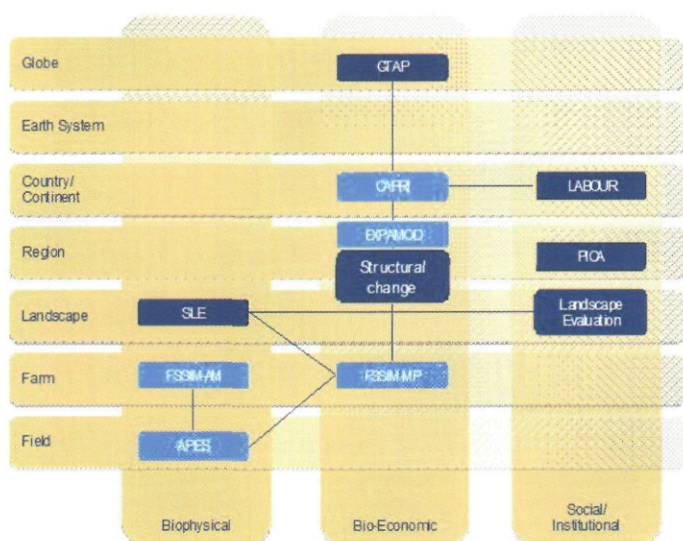 Globe
GTAP
Earth System
Country/
Continent
CAPRI
LABOUR
EXPAMOD
Region
Structural
change
PICA
Landscape
SLE
Landscape
Evaluation
Farm
FSSIM-AM
FSSIM-MP
Field
APES
Biophysical
Bio-Economic
Social/
Institutional